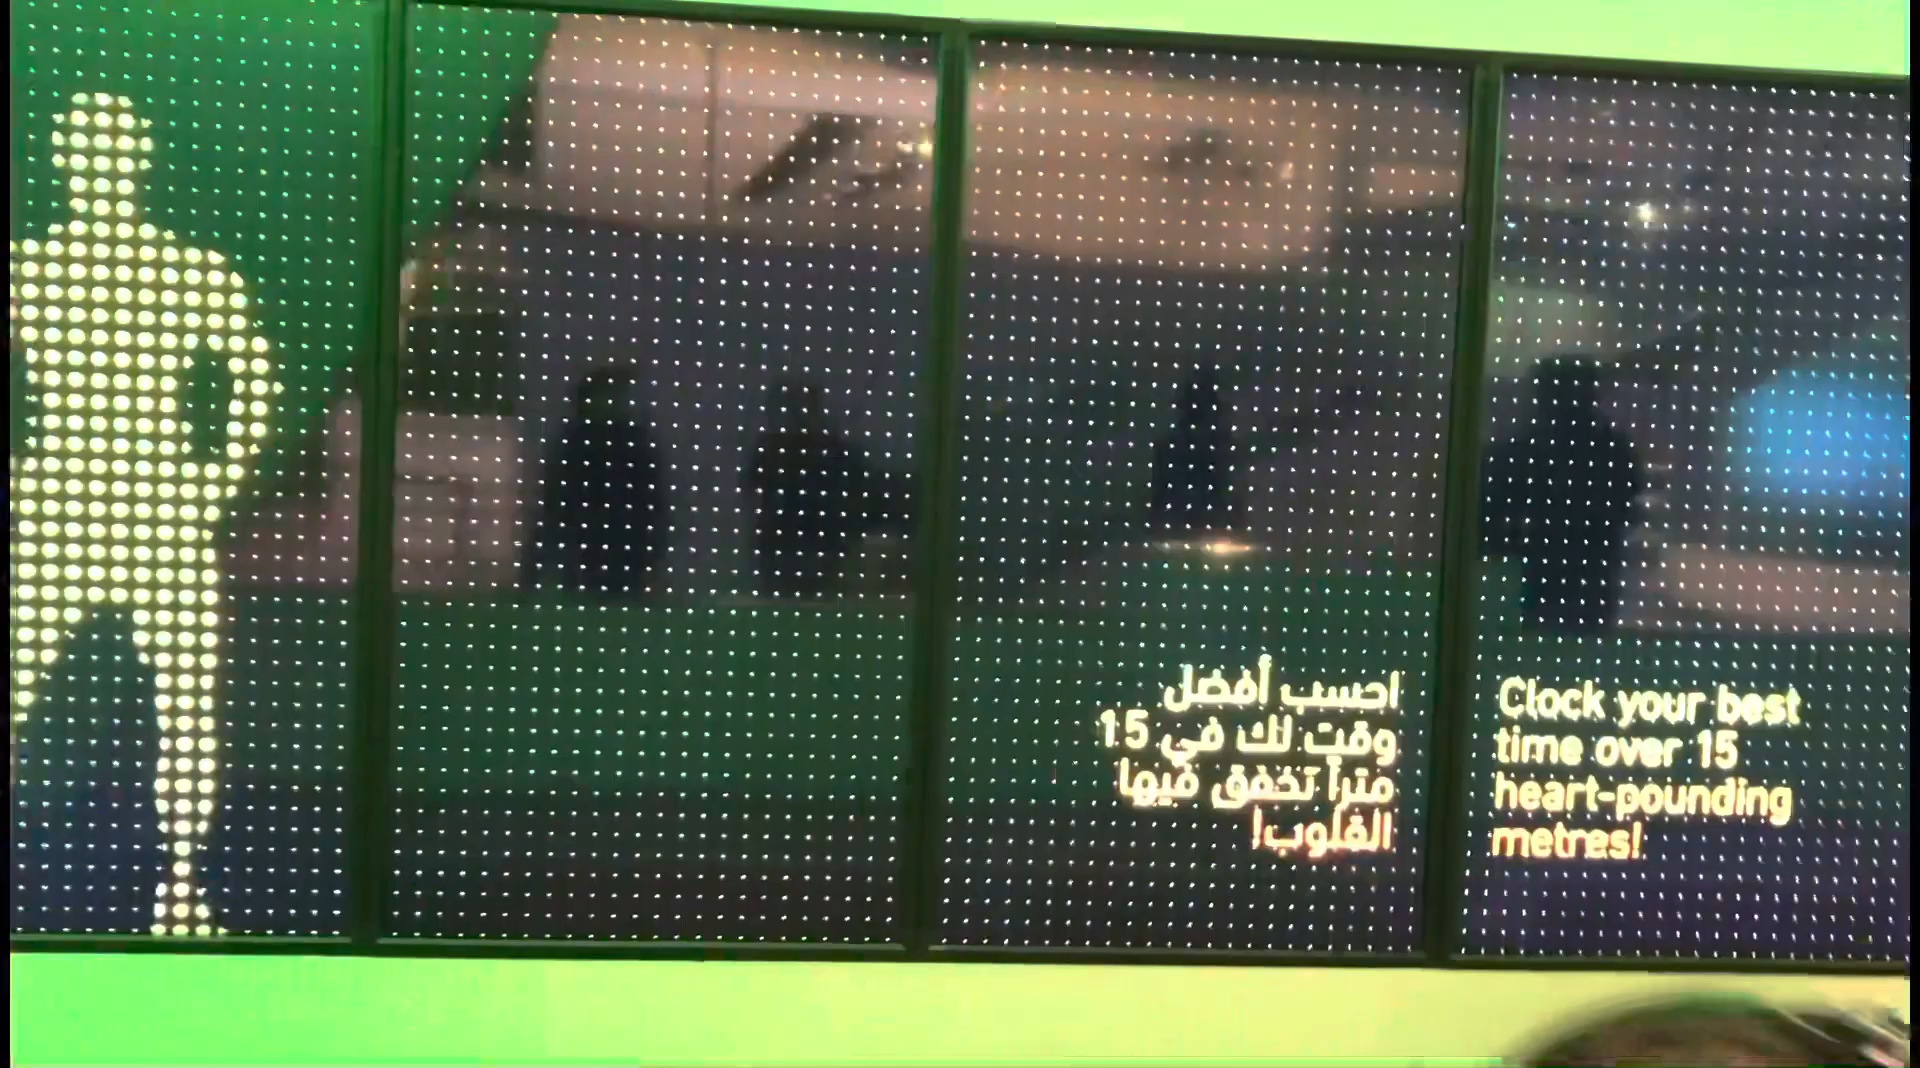 احسب أفضل
وقت لك في 15
متراً تخفق فيها
القلوب!
Clock your best
time over 15
heart-pounding
metres!